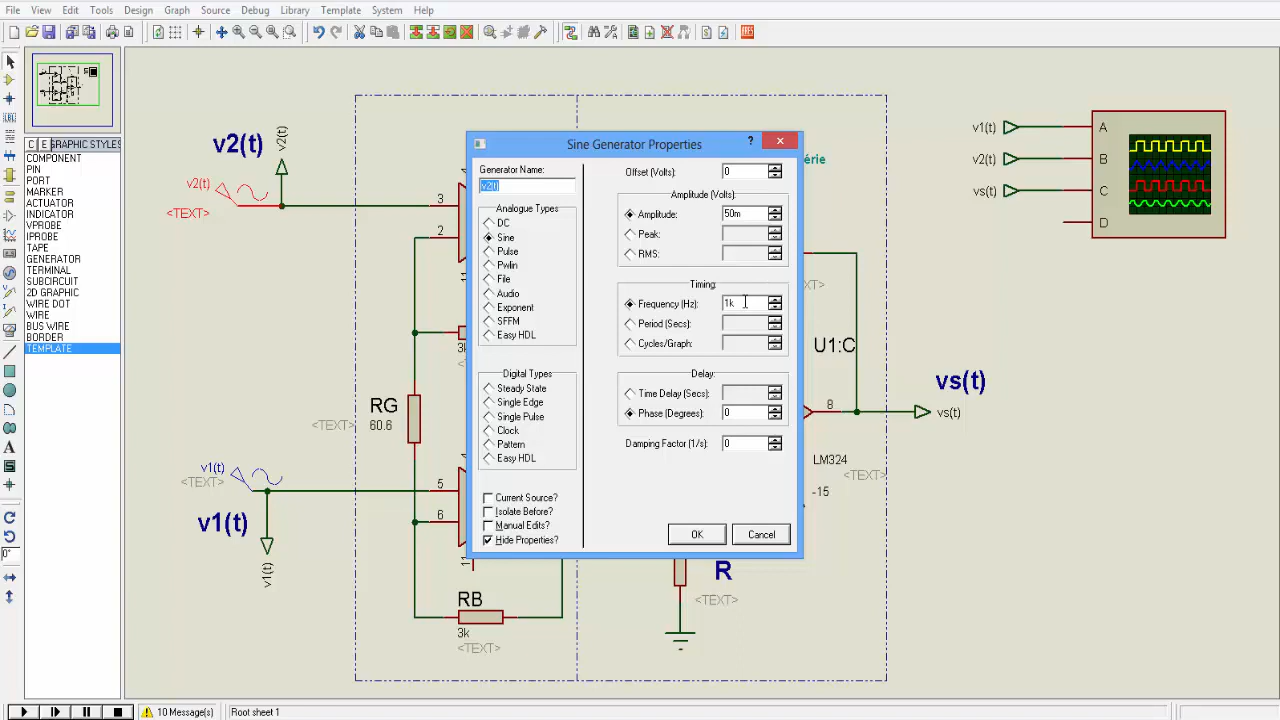 File View Edit Tools Design Graph Source Debug Library Template System Help
C E GRAPHIC STYLES
COMPONENT
PIN
PORT
MARKER
ACTUATOR
INDICATOR
VPROBE
IPROBE
TAPE
GENERATOR
TERMINAL
SUBCIRCUIT
2D GRAPHIC
WIRE DOT
WIRE
BUS WIRE
BORDER
TEMPLATE
0°
v2(t)
v2(t)
v2(t)
<TEXT>
3
2
RG
60.6
<TEXT>
v1(t)
<TEXT>
v1(t)
v1(t)
5
6
11
RB
3k
<TEXT>
Sine Generator Properties ? ×
Generator Name:
v2(t)
Analogue Types
DC
Sine
Pulse
Pwlin
File
Audio
Exponent
SFFM
Easy HDL
Digital Types
Steady State
Single Edge
Single Pulse
Clock
Pattern
Easy HDL
Current Source?
Isolate Before?
Manual Edits?
Hide Properties?
Offset (Volts): 0
Amplitude (Volts):
Amplitude: 50m
Peak:
RMS:
Timing:
Frequency (Hz): 1k
Period (Secs):
Cycles/Graph:
Delay:
Time Delay (Secs):
Phase (Degrees): 0
Damping Factor (1/s): 0
OK Cancel
érie
U1:C
8
LM324
<TEXT>
-15
R
<TEXT>
vs(t)
vs(t)
v1(t) A
v2(t) B
vs(t) C
D
10 Message(s) Root sheet 1